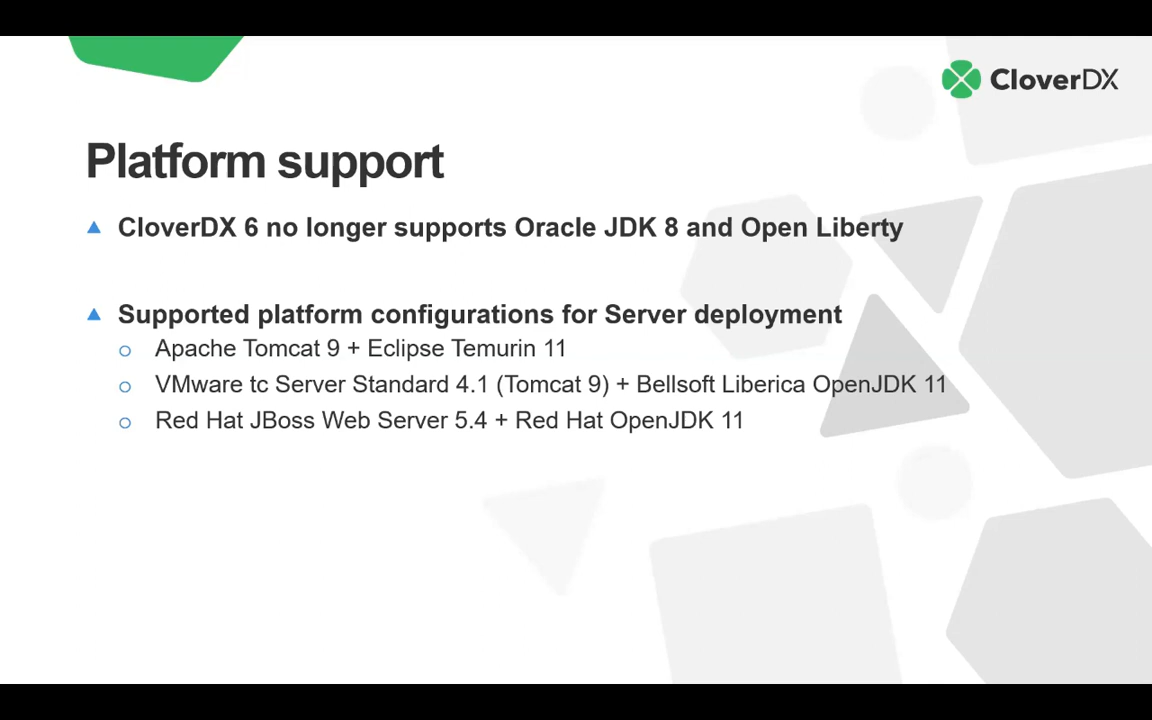 CloverDX
Platform support
CloverDX 6 no longer supports Oracle JDK 8 and Open Liberty
Supported platform configurations for Server deployment
Apache Tomcat 9 + Eclipse Temurin 11
VMware tc Server Standard 4.1 (Tomcat 9) + Bellsoft Liberica OpenJDK 11
Red Hat JBoss Web Server 5.4 + Red Hat OpenJDK 11